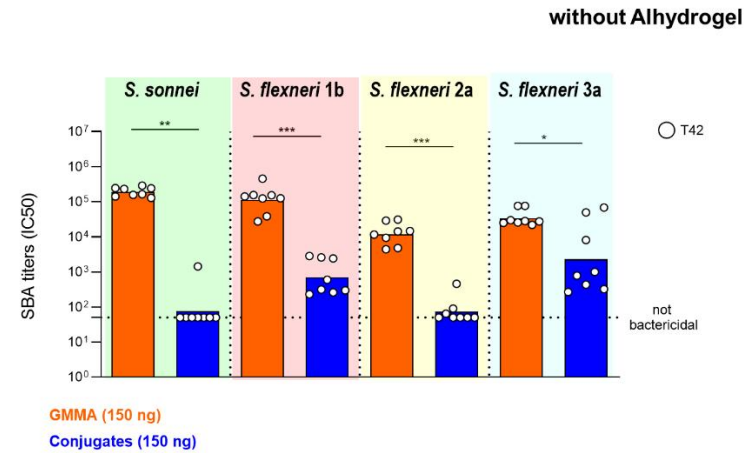 without Alhydrogel
S. sonnei S. flexneri 1b S. flexneri 2a S. flexneri 3a
** *** *** *
T42
SBA titers (IC50)
10⁷
10⁶
10⁵
10⁴
10³
10²
10¹
10⁰
not
bactericidal
GMMA (150 ng)
Conjugates (150 ng)